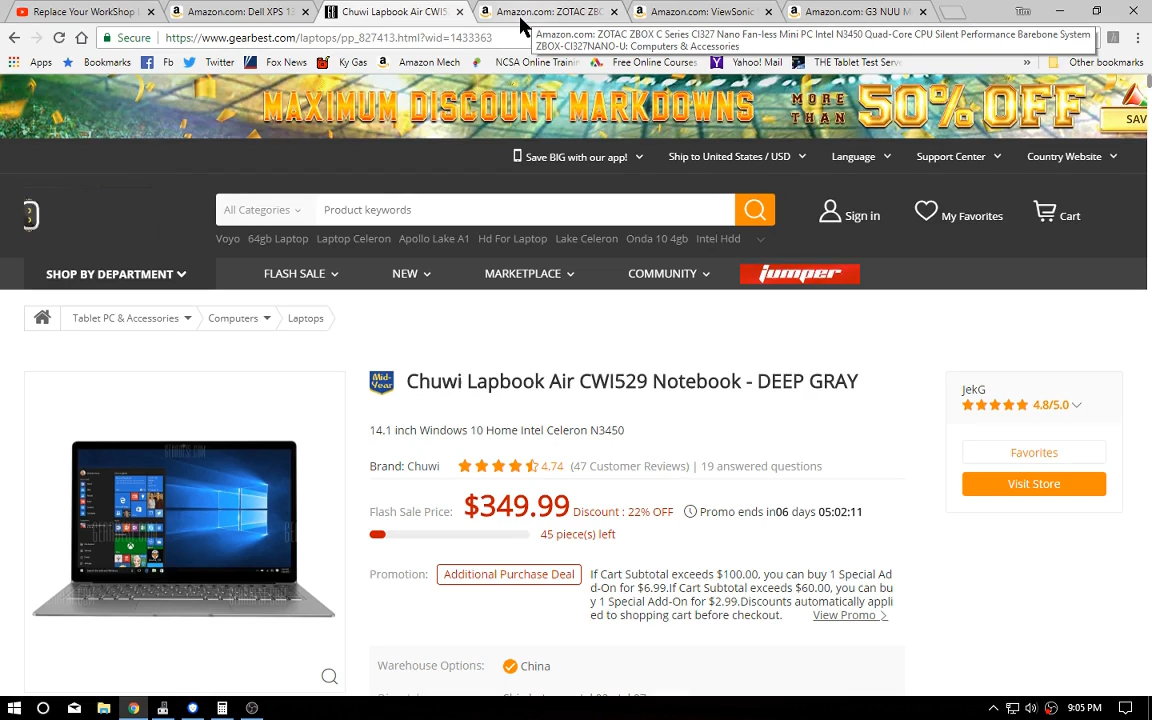 Replace Your WorkShop
Amazon.com: Dell XPS 13
Chuwi Lapbook Air CWI5
Amazon.com: ZOTAC ZBC
Amazon.com: ViewSonic
Amazon.com: G3 NUU M
Tim
Secure
https://www.gearbest.com/laptops/pp_827413.html?wid=1433363
Amazon.com: ZOTAC ZBOX C Series CI327 Nano Fan-less Mini PC Intel N3450 Quad-Core CPU Silent Performance Barebone System
ZBOX-CI327NANO-U: Computers & Accessories
Apps
Bookmarks
Fb
Twitter
Fox News
Ky Gas
Amazon Mech
NCSA Online Trainin
Free Online Courses
Yahoo! Mail
THE Tablet Test Serv
»
Other bookmarks
MAXIMUM DISCOUNT MARKDOWNS
MORE THAN 50% OFF
SAV
Save BIG with our app!
Ship to United States / USD
Language
Support Center
Country Website
All Categories
Product keywords
Sign in
My Favorites
Cart
Voyo 64gb Laptop Laptop Celeron Apollo Lake A1 Hd For Laptop Lake Celeron Onda 10 4gb Intel Hdd
SHOP BY DEPARTMENT
FLASH SALE
NEW
MARKETPLACE
COMMUNITY
jumper
Tablet PC & Accessories
Computers
Laptops
Mid-Year
Chuwi Lapbook Air CWI529 Notebook - DEEP GRAY
JekG
4.8/5.0
14.1 inch Windows 10 Home Intel Celeron N3450
Favorites
Brand: Chuwi
4.74 (47 Customer Reviews) | 19 answered questions
Visit Store
Flash Sale Price: $349.99 Discount : 22% OFF
Promo ends in06 days 05:02:11
45 piece(s) left
Promotion:
Additional Purchase Deal
If Cart Subtotal exceeds $100.00, you can buy 1 Special Ad
d-On for $6.99.If Cart Subtotal exceeds $60.00, you can bu
y 1 Special Add-On for $2.99.Discounts automatically appli
ed to shopping cart before checkout. View Promo
Warehouse Options:
China
9:05 PM